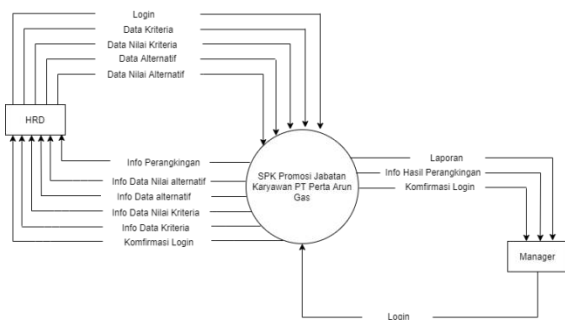 Login
Data Kriteria
Data Nilai Kriteria
Data Alternatif
Data Nilai Alternatif
HRD
Info Perangkingan
Info Data Nilai alternatif
Info Data alternatif
Info Data Nilai Kriteria
Info Data Kriteria
Komfirmasi Login
SPK Promosi Jabatan
Karyawan PT Perta Arun
Gas
Laporan
Info Hasil Perangkingan
Komfirmasi Login
Manager
Login